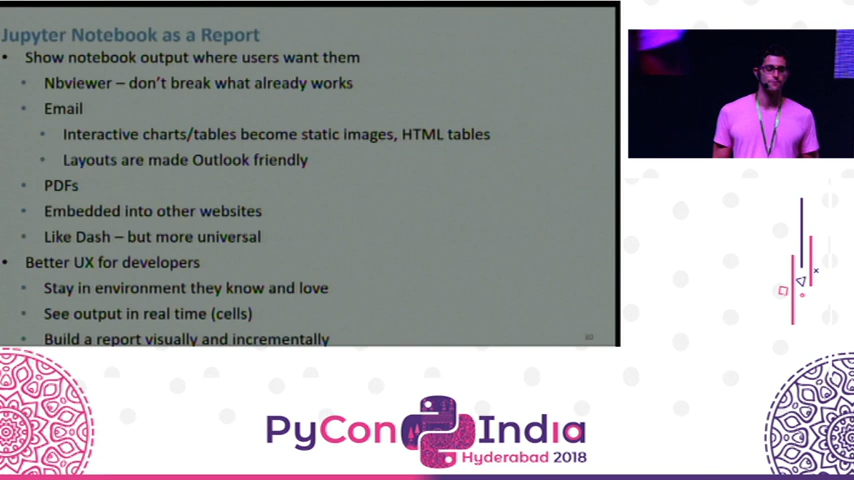 Jupyter Notebook as a Report
• Show notebook output where users want them
• Nbviewer – don't break what already works
• Email
• Interactive charts/tables become static images, HTML tables
• Layouts are made Outlook friendly
• PDFs
• Embedded into other websites
• Like Dash – but more universal
• Better UX for developers
• Stay in environment they know and love
• See output in real time (cells)
• Build a report visually and incrementally
PyCon India
Hyderabad 2018